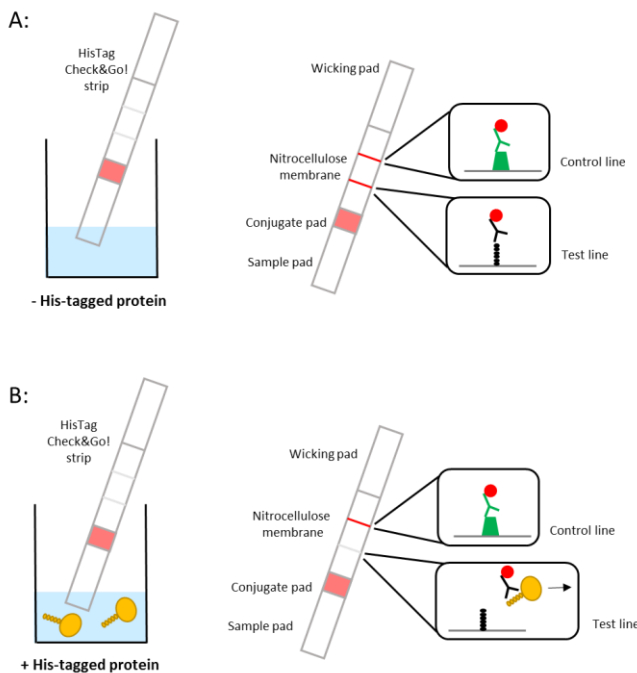 A:
HisTag
Check&Go!
strip
- His-tagged protein
Wicking pad
Nitrocellulose
membrane
Conjugate pad
Sample pad
Control line
Test line
B:
HisTag
Check&Go!
strip
+ His-tagged protein
Wicking pad
Nitrocellulose
membrane
Conjugate pad
Sample pad
Control line
Test line